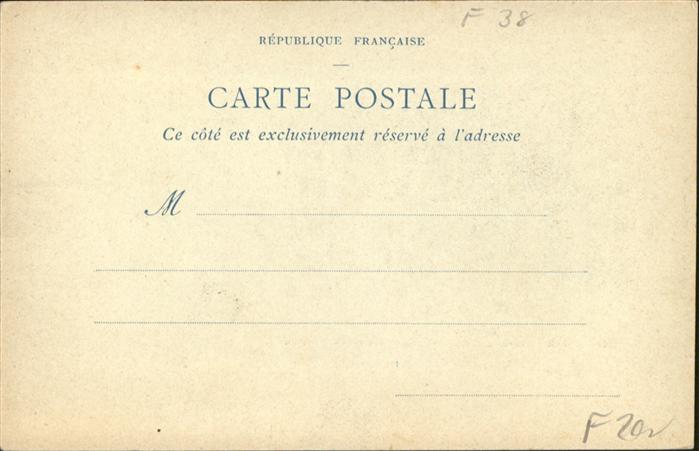 F 38
RÉPUBLIQUE FRANÇAISE
CARTE POSTALE
Ce côté est exclusivement réservé à l'adresse
M